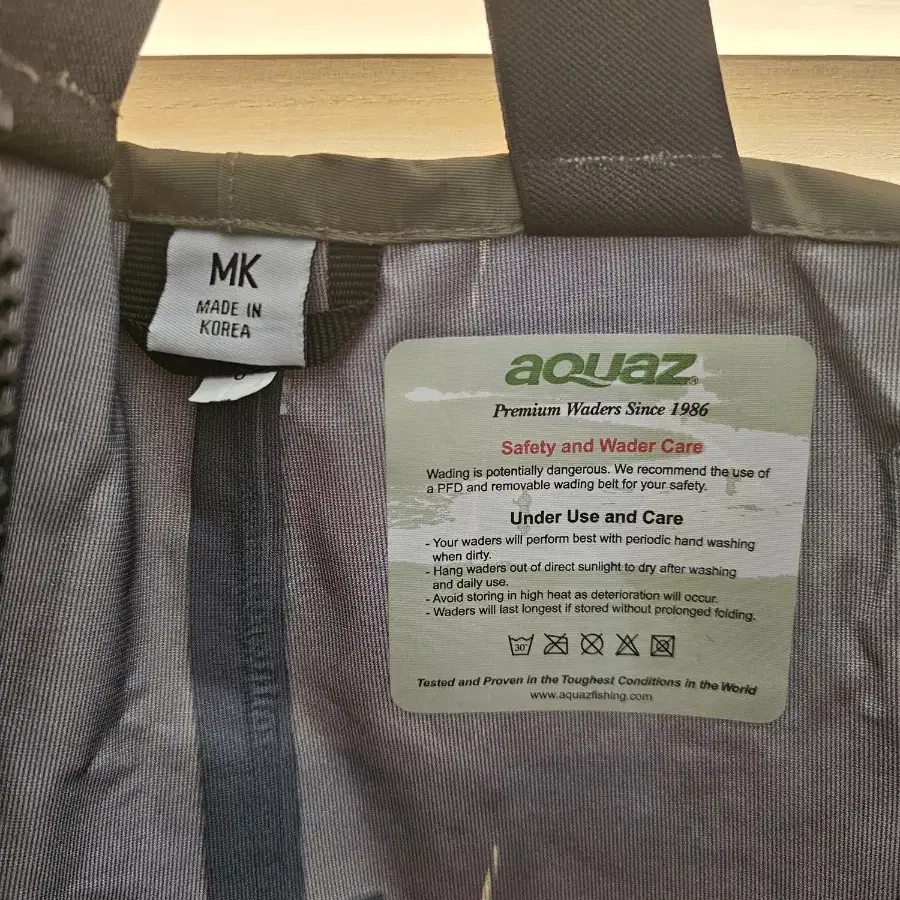 MK
MADE IN
KOREA
aquaz®
Premium Waders Since 1986
Safety and Wader Care
Wading is potentially dangerous. We recommend the use of
a PFD and removable wading belt for your safety.
Under Use and Care
- Your waders will perform best with periodic hand washing
when dirty.
- Hang waders out of direct sunlight to dry after washing
and daily use.
- Avoid storing in high heat as deterioration will occur.
- Waders will last longest if stored without prolonged folding.
30°
Tested and Proven in the Toughest Conditions in the World
www.aquazfishing.com